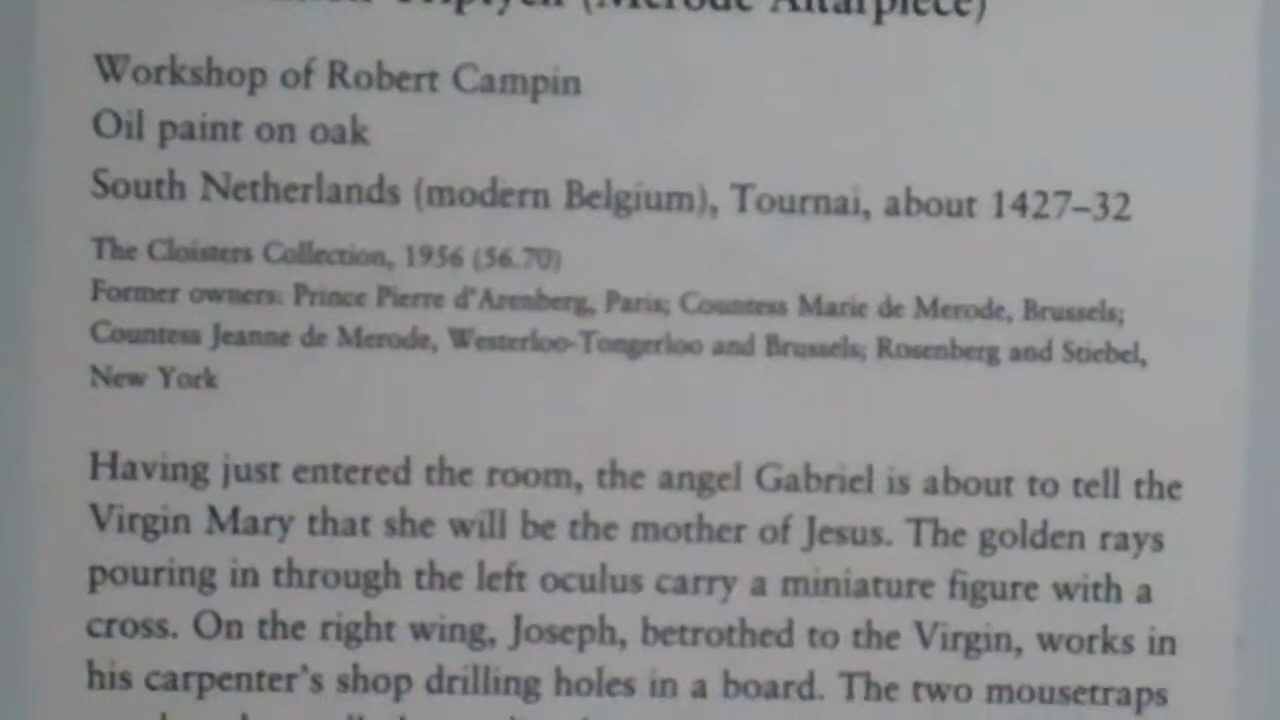 Triptych (Merode Altarpiece)
Workshop of Robert Campin
Oil paint on oak
South Netherlands (modern Belgium), Tournai, about 1427–32
The Cloisters Collection, 1956 (56.70)
Former owners: Prince Pierre d'Arenberg, Paris; Countess Marie de Merode, Brussels;
Countess Jeanne de Merode, Westerloo-Tongerloo and Brussels; Rosenberg and Stiebel,
New York
Having just entered the room, the angel Gabriel is about to tell the
Virgin Mary that she will be the mother of Jesus. The golden rays
pouring in through the left oculus carry a miniature figure with a
cross. On the right wing, Joseph, betrothed to the Virgin, works in
his carpenter's shop drilling holes in a board. The two mousetraps